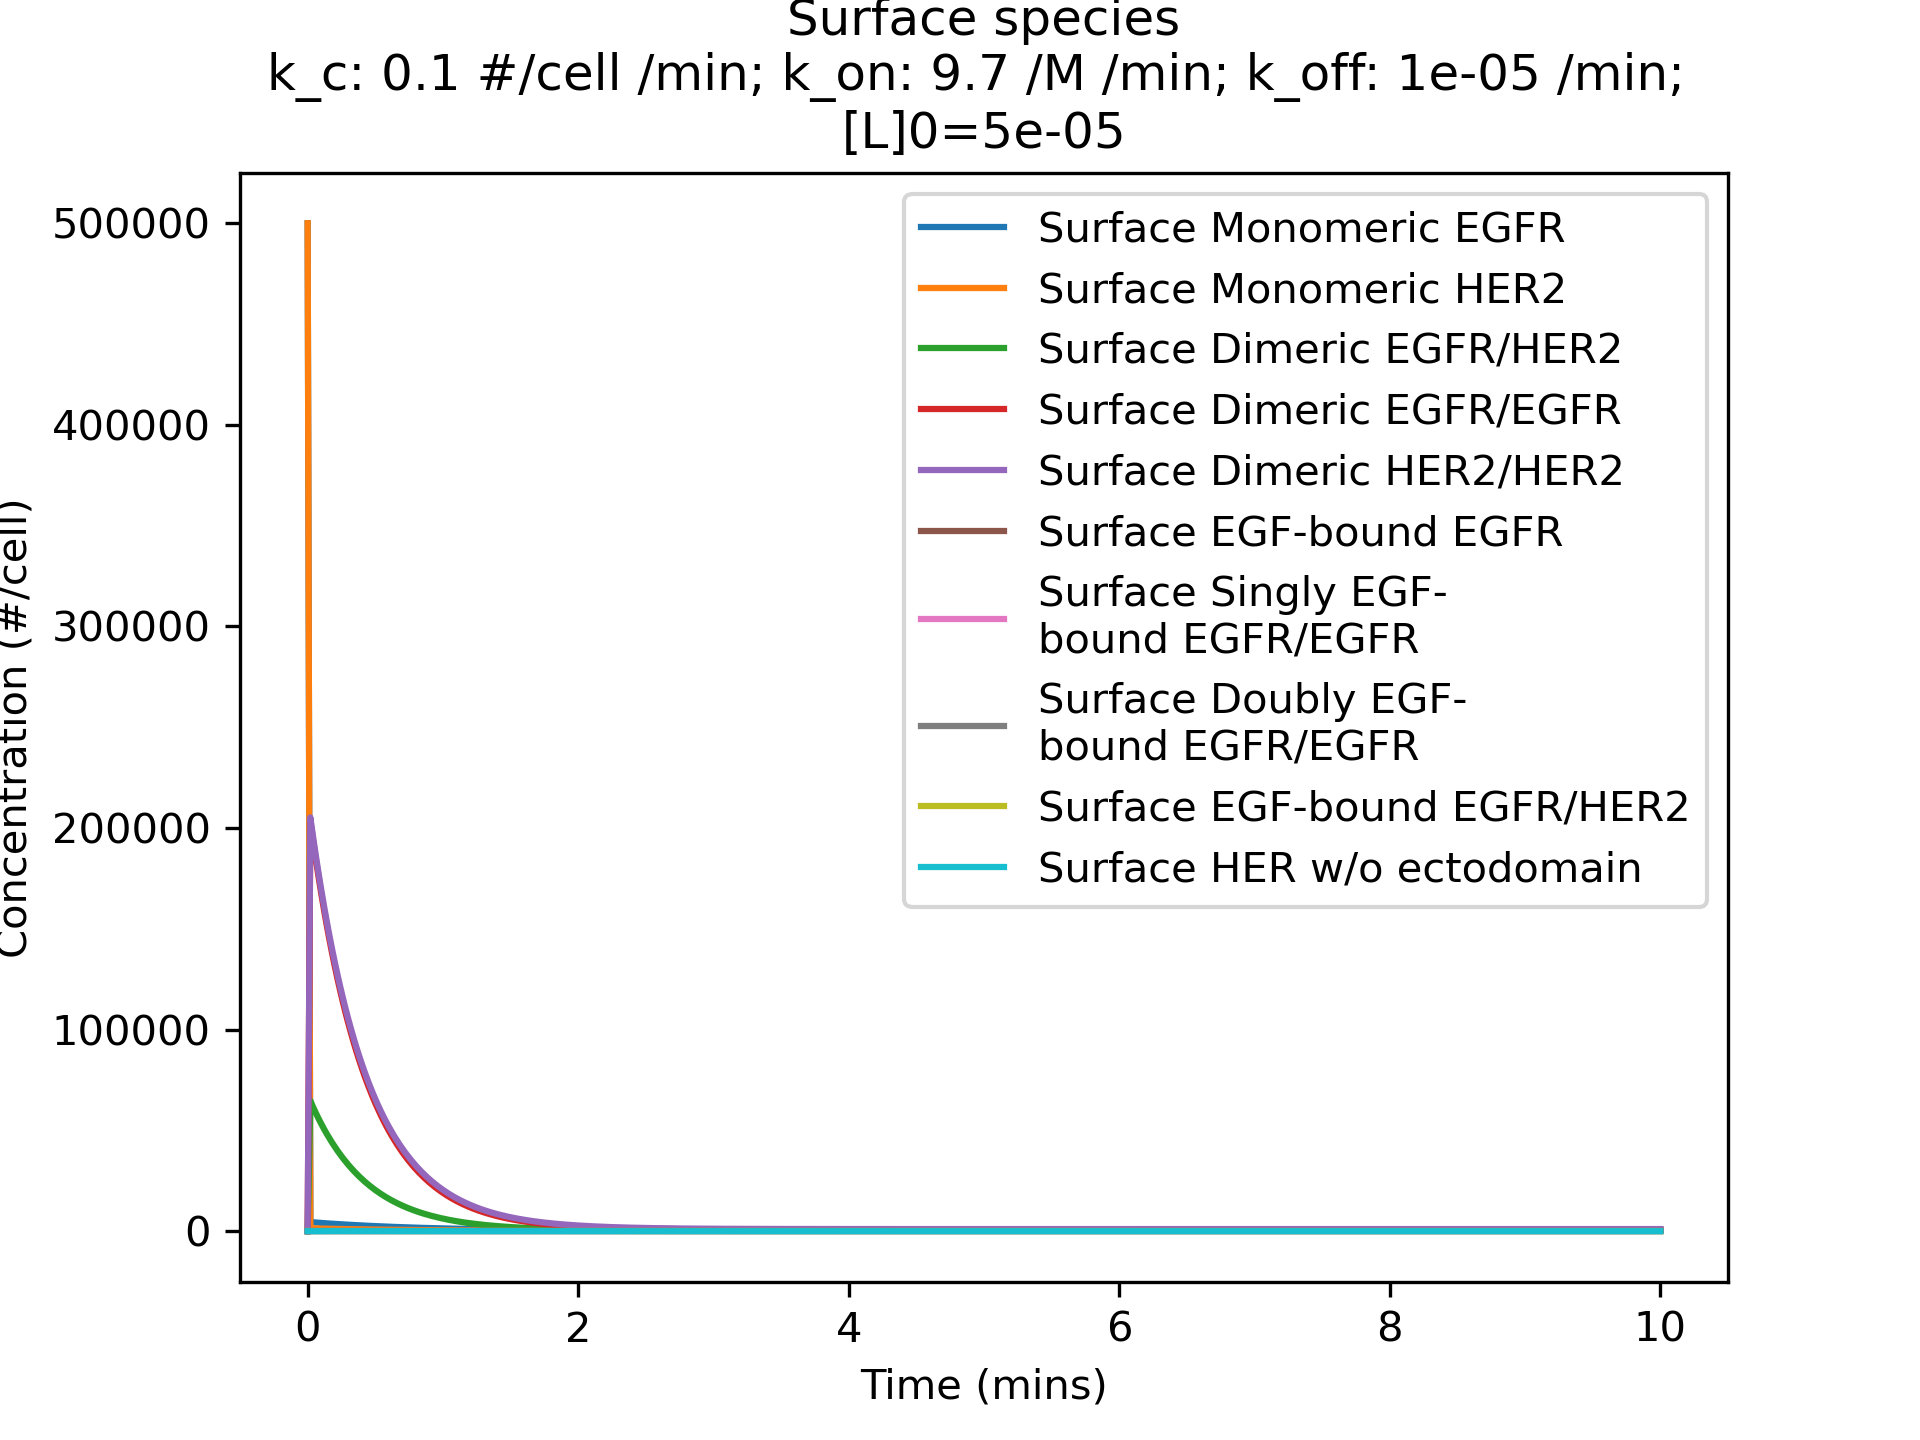 Surface species
k_c: 0.1 #/cell /min; k_on: 9.7 /M /min; k_off: 1e-05 /min;
[L]0=5e-05
500000
400000
300000
200000
100000
0
Concentration (#/cell)
Surface Monomeric EGFR
Surface Monomeric HER2
Surface Dimeric EGFR/HER2
Surface Dimeric EGFR/EGFR
Surface Dimeric HER2/HER2
Surface EGF-bound EGFR
Surface Singly EGF-
bound EGFR/EGFR
Surface Doubly EGF-
bound EGFR/EGFR
Surface EGF-bound EGFR/HER2
Surface HER w/o ectodomain
0 2 4 6 8 10
Time (mins)